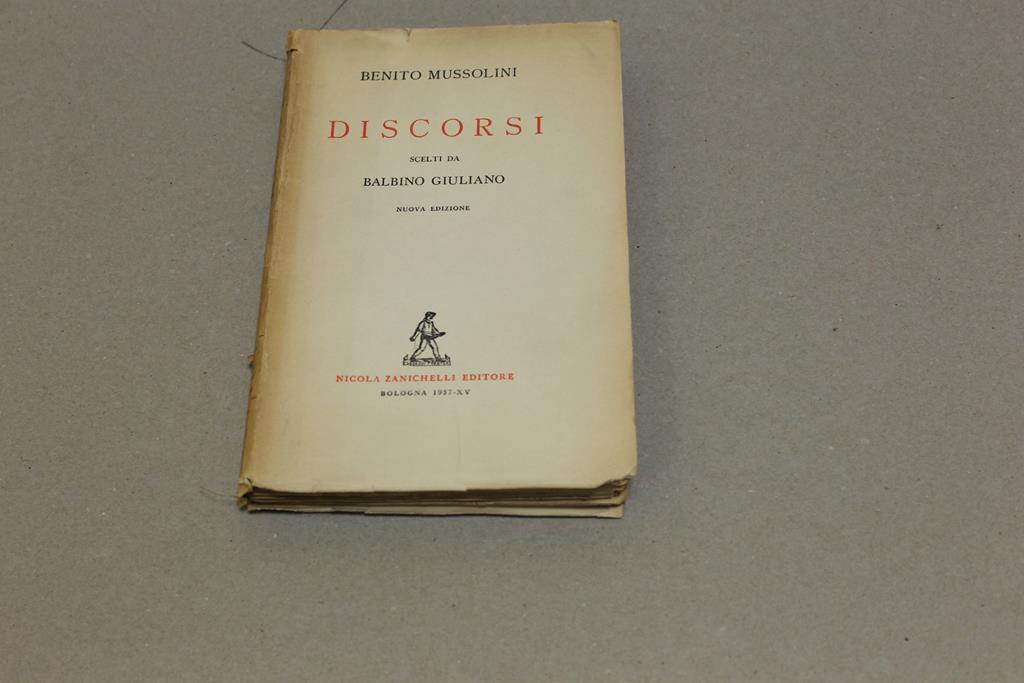 BENITO MUSSOLINI
DISCORSI
SCELTI DA
BALBINO GIULIANO
NUOVA EDIZIONE
NICOLA ZANICHELLI EDITORE
BOLOGNA 1937-XV